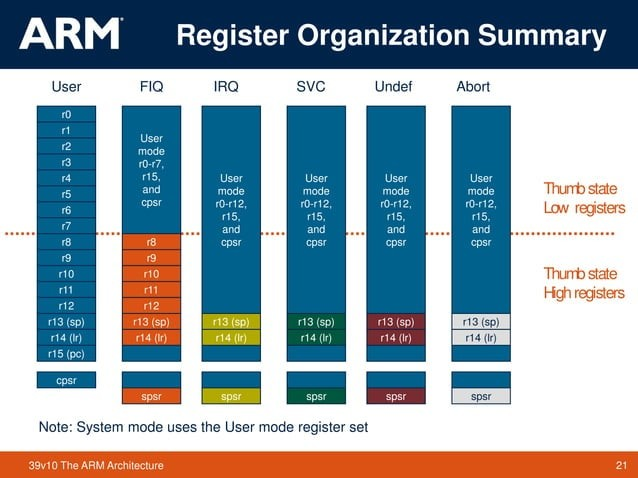 ARM®
Register Organization Summary
User FIQ IRQ SVC Undef Abort
r0
r1
r2
r3
r4
r5
r6
r7
r8
r9
r10
r11
r12
r13 (sp)
r14 (lr)
r15 (pc)
cpsr
User
mode
r0-r7,
r15,
and
cpsr
r8
r9
r10
r11
r12
r13 (sp)
r14 (lr)
spsr
User
mode
r0-r12,
r15,
and
cpsr
r13 (sp)
r14 (lr)
spsr
User
mode
r0-r12,
r15,
and
cpsr
r13 (sp)
r14 (lr)
spsr
User
mode
r0-r12,
r15,
and
cpsr
r13 (sp)
r14 (lr)
spsr
User
mode
r0-r12,
r15,
and
cpsr
r13 (sp)
r14 (lr)
spsr
Thumb state
Low registers
Thumb state
High registers
Note: System mode uses the User mode register set
39v10 The ARM Architecture 21